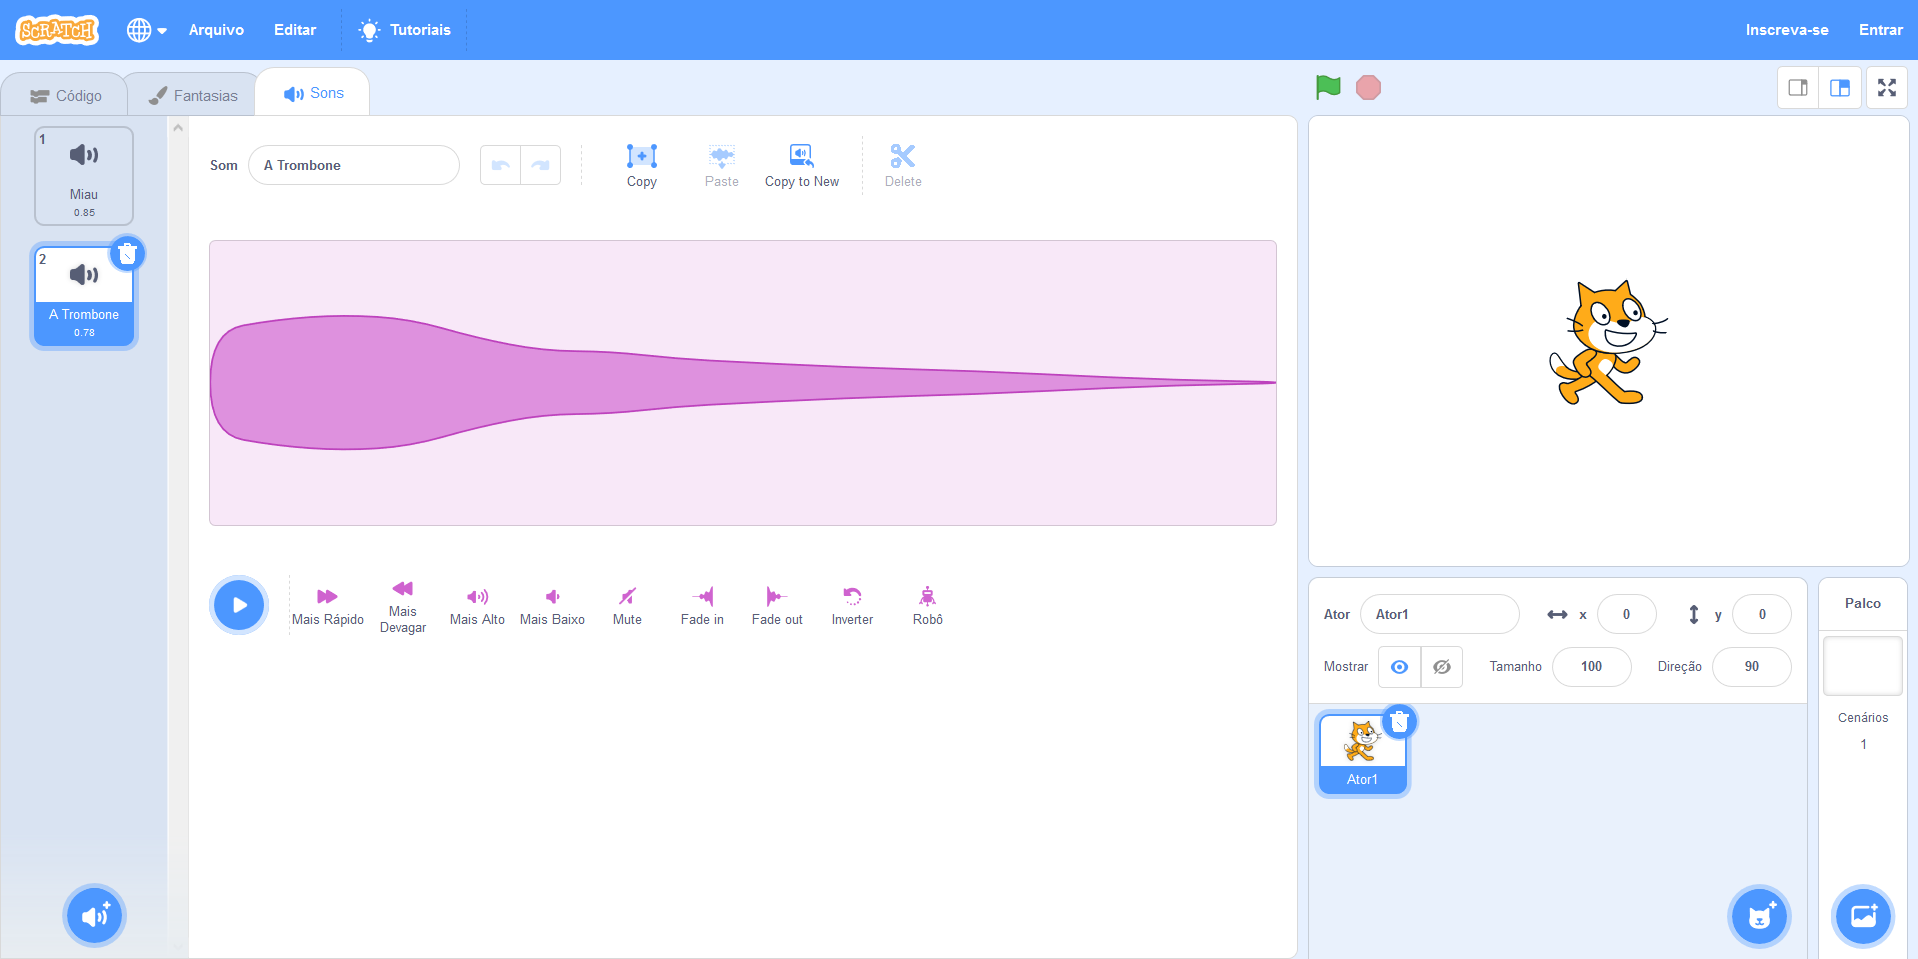 SCRATCH
Arquivo
Editar
Tutoriais
Inscreva-se
Entrar
Código
Fantasias
Sons
1
Miau
0.85
2
A Trombone
0.78
Som
A Trombone
Copy
Paste
Copy to New
Delete
Mais Rápido
Mais
Devagar
Mais Alto
Mais Baixo
Mute
Fade in
Fade out
Inverter
Robô
Ator
Ator1
x
0
y
0
Mostrar
Tamanho
100
Direção
90
Ator1
Palco
Cenários
1